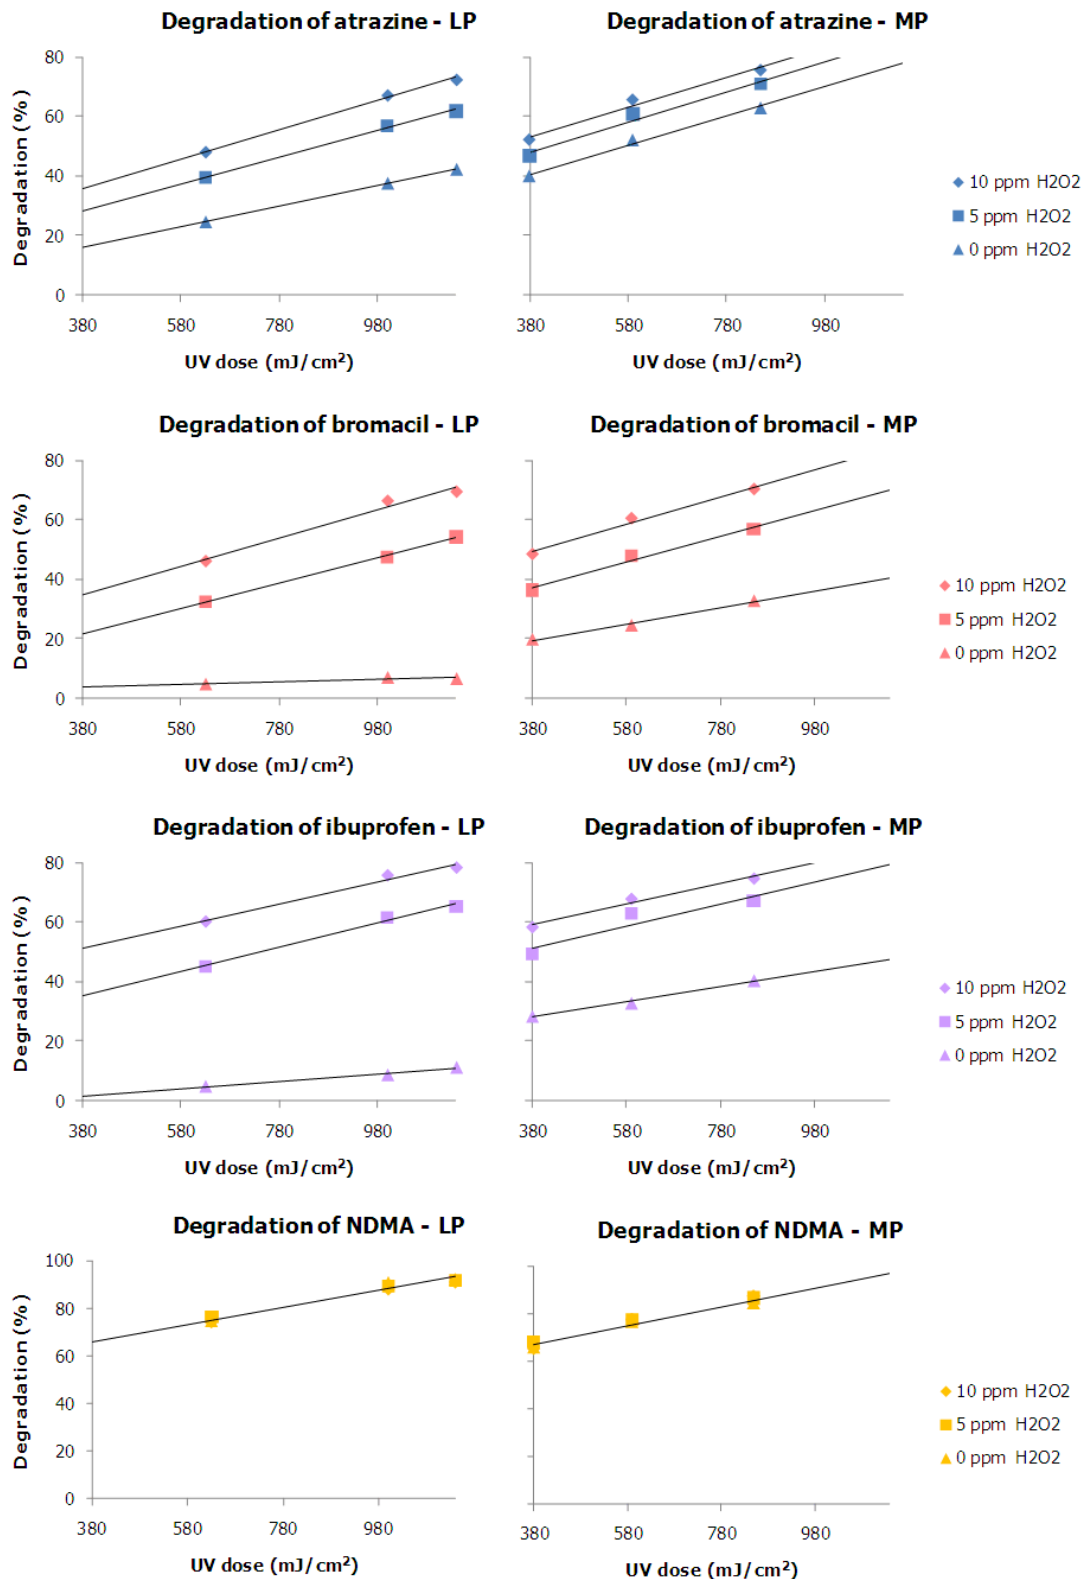 Degradation of atrazine - LP
Degradation of atrazine - MP
Degradation (%)
80
60
40
20
0
380 580 780 980
UV dose (mJ/cm²)
380 580 780 980
UV dose (mJ/cm²)
10 ppm H2O2
5 ppm H2O2
0 ppm H2O2
Degradation of bromacil - LP
Degradation of bromacil - MP
Degradation (%)
80
60
40
20
0
380 580 780 980
UV dose (mJ/cm²)
380 580 780 980
UV dose (mJ/cm²)
10 ppm H2O2
5 ppm H2O2
0 ppm H2O2
Degradation of ibuprofen - LP
Degradation of ibuprofen - MP
Degradation (%)
80
60
40
20
0
380 580 780 980
UV dose (mJ/cm²)
380 580 780 980
UV dose (mJ/cm²)
10 ppm H2O2
5 ppm H2O2
0 ppm H2O2
Degradation of NDMA - LP
Degradation of NDMA - MP
Degradation (%)
100
80
60
40
20
0
380 580 780 980
UV dose (mJ/cm²)
380 580 780 980
UV dose (mJ/cm²)
10 ppm H2O2
5 ppm H2O2
0 ppm H2O2